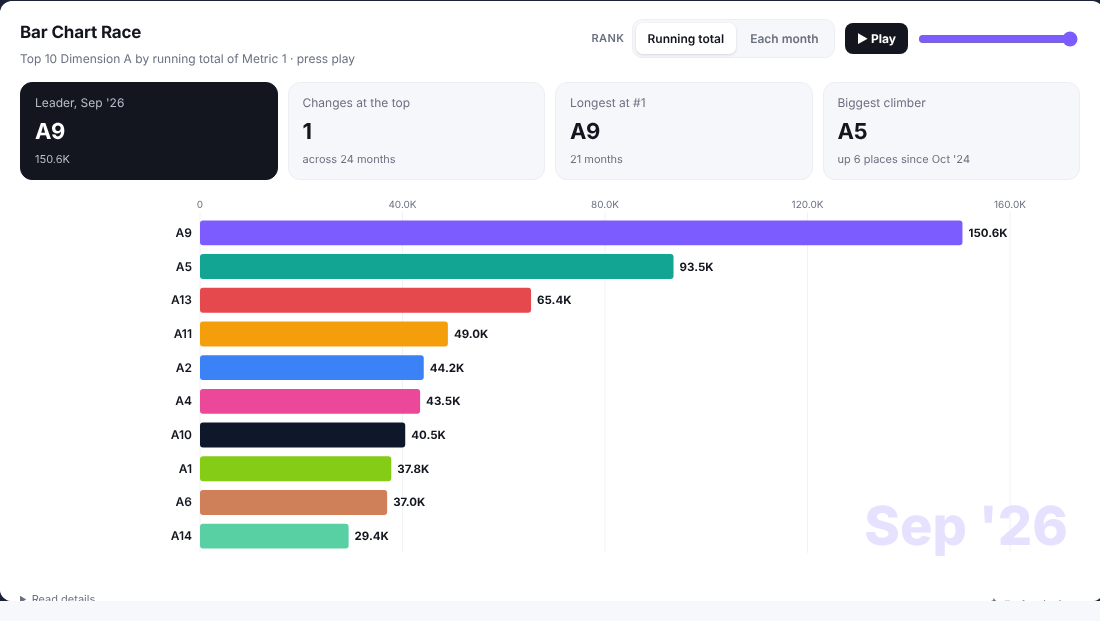 Bar Chart Race
Top 10 Dimension A by running total of Metric 1 · press play
RANK
Running total
Each month
▶ Play
Leader, Sep '26
A9
150.6K
Changes at the top
1
across 24 months
Longest at #1
A9
21 months
Biggest climber
A5
up 6 places since Oct '24
0 40.0K 80.0K 120.0K 160.0K
A9 150.6K
A5 93.5K
A13 65.4K
A11 49.0K
A2 44.2K
A4 43.5K
A10 40.5K
A1 37.8K
A6 37.0K
A14 29.4K
Sep '26
▶ Read details